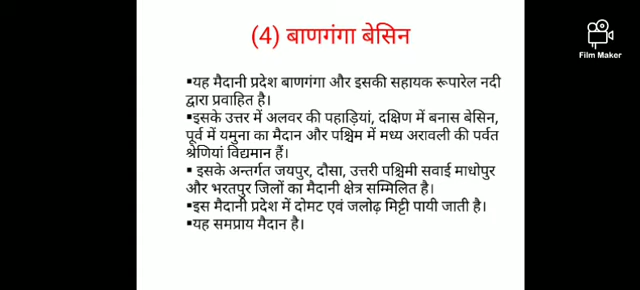 (4) बाणगंगा बेसिन
▪यह मैदानी प्रदेश बाणगंगा और इसकी सहायक रूपारेल नदी
द्वारा प्रवाहित है।
▪इसके उत्तर में अलवर की पहाड़ियां, दक्षिण में बनास बेसिन,
पूर्व में यमुना का मैदान और पश्चिम में मध्य अरावली की पर्वत
श्रेणियां विद्यमान हैं।
▪ इसके अन्तर्गत जयपुर, दौसा, उत्तरी पश्चिमी सवाई माधोपुर
और भरतपुर जिलों का मैदानी क्षेत्र सम्मिलित है।
▪इस मैदानी प्रदेश में दोमट एवं जलोढ़ मिट्टी पायी जाती है।
▪यह समप्राय मैदान है।
Film Maker